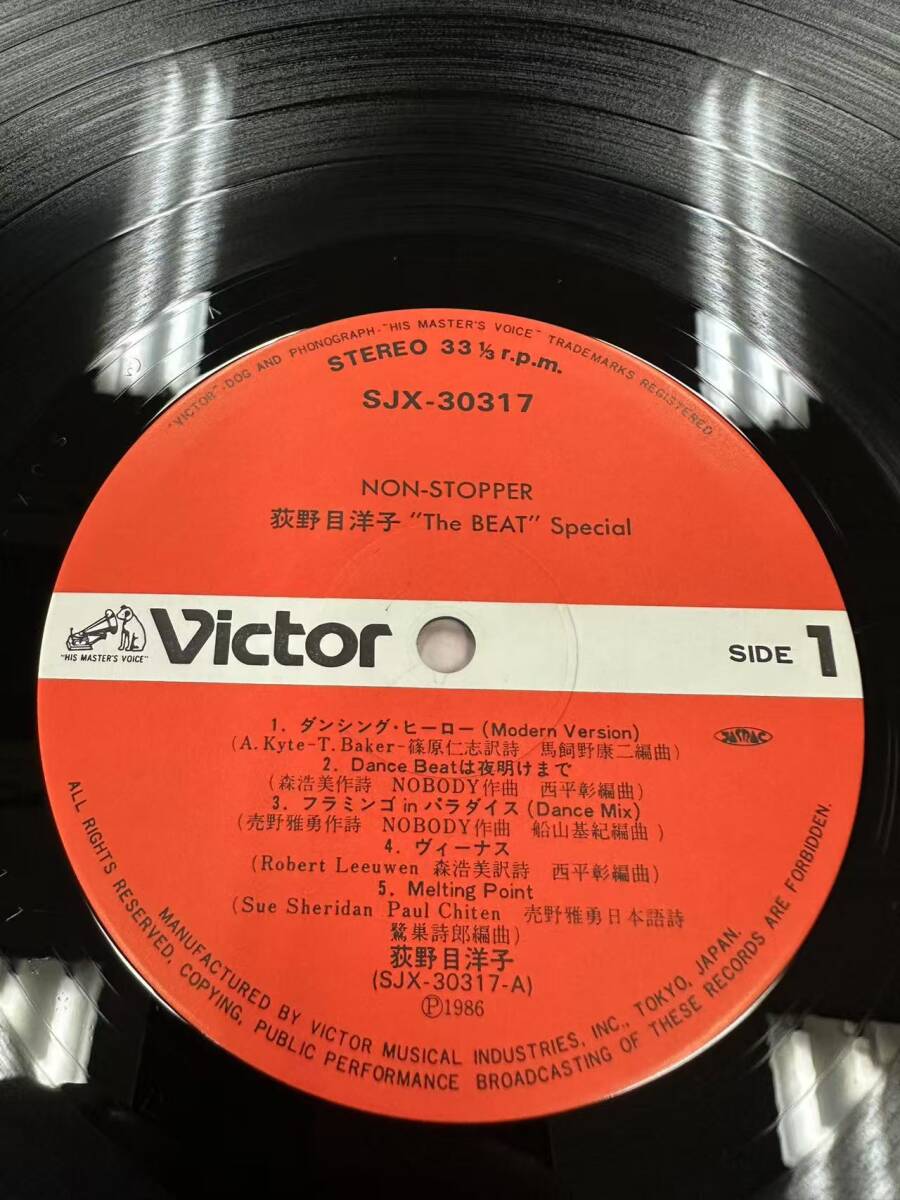 "VICTOR"-DOG AND PHONOGRAPH-"HIS MASTER'S VOICE" TRADEMARKS REGISTERED
STEREO 33 1/3 r.p.m.
SJX-30317
NON-STOPPER
荻野目洋子 "The BEAT" Special
"HIS MASTER'S VOICE"
Victor
SIDE 1
1. ダンシング・ヒーロー (Modern Version)
(A. Kyte-T. Baker-篠原仁志訳詩 馬飼野康二編曲)
2. Dance Beatは夜明けまで
(森浩美作詩 NOBODY作曲 西平彰編曲)
3. フラミンゴ in パラダイス (Dance Mix)
(売野雅勇作詩 NOBODY作曲 船山基紀編曲)
4. ヴィーナス
(Robert Leeuwen 森浩美訳詩 西平彰編曲)
5. Melting Point
(Sue Sheridan Paul Chiten 売野雅勇日本語詩
鷺巣詩郎編曲)
荻野目洋子
(SJX-30317-A)
Ⓟ1986
JASRAC
MANUFACTURED BY VICTOR MUSICAL INDUSTRIES, INC., TOKYO, JAPAN.
ALL RIGHTS RESERVED, COPYING, PUBLIC PERFORMANCE BROADCASTING OF THESE RECORDS ARE FORBIDDEN.